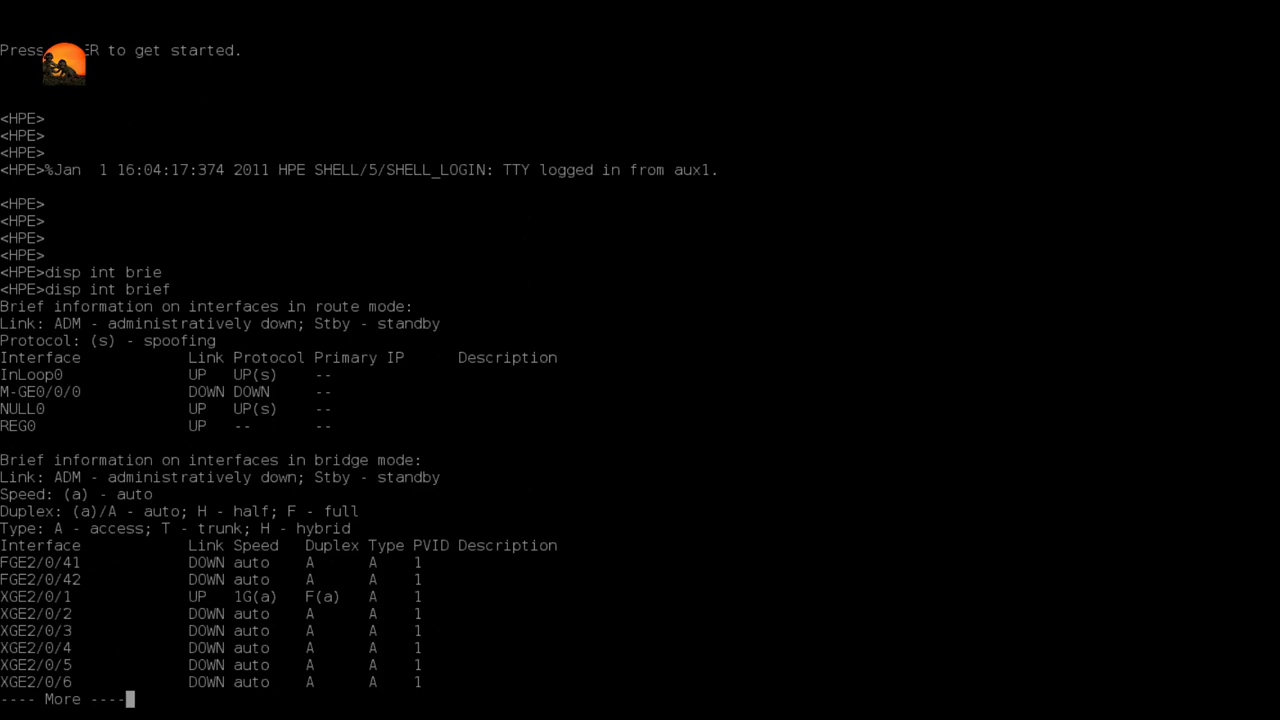 Press ER to get started.
<HPE>
<HPE>
<HPE>
<HPE>%Jan  1 16:04:17:374 2011 HPE SHELL/5/SHELL_LOGIN: TTY logged in from aux1.
<HPE>
<HPE>
<HPE>
<HPE>
<HPE>disp int brie
<HPE>disp int brief
Brief information on interfaces in route mode:
Link: ADM - administratively down; Stby - standby
Protocol: (s) - spoofing
Interface            Link Protocol Primary IP      Description
InLoop0              UP   UP(s)    --
M-GE0/0/0            DOWN DOWN     --
NULL0                UP   UP(s)    --
REG0                 UP   --       --
Brief information on interfaces in bridge mode:
Link: ADM - administratively down; Stby - standby
Speed: (a) - auto
Duplex: (a)/A - auto; H - half; F - full
Type: A - access; T - trunk; H - hybrid
Interface            Link Speed   Duplex Type PVID Description
FGE2/0/41            DOWN auto    A      A    1
FGE2/0/42            DOWN auto    A      A    1
XGE2/0/1             UP   1G(a)   F(a)   A    1
XGE2/0/2             DOWN auto    A      A    1
XGE2/0/3             DOWN auto    A      A    1
XGE2/0/4             DOWN auto    A      A    1
XGE2/0/5             DOWN auto    A      A    1
XGE2/0/6             DOWN auto    A      A    1
---- More ----